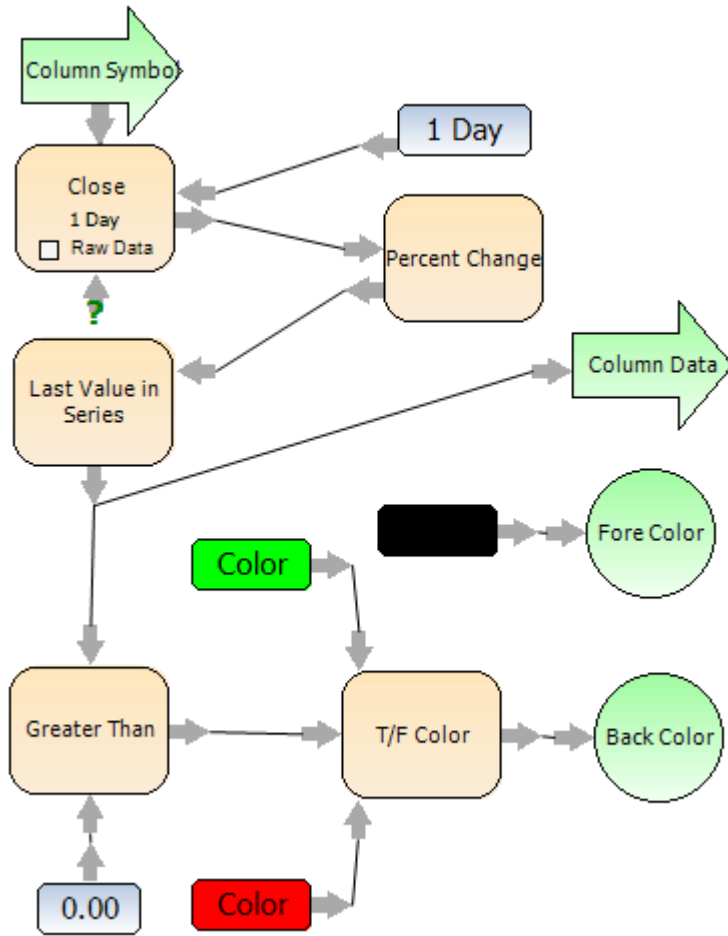 Column Symbol
1 Day
Close
1 Day
Raw Data
Percent Change
?
Last Value in
Series
Column Data
Fore Color
Color
Greater Than
T/F Color
Back Color
0.00
Color